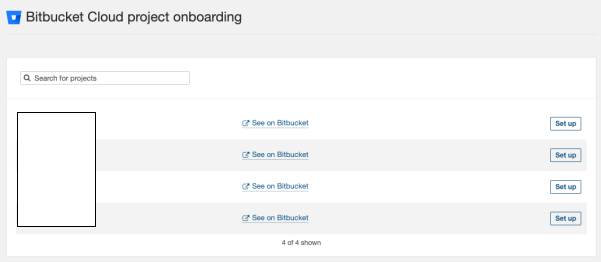 Bitbucket Cloud project onboarding
Search for projects
See on Bitbucket Set up
See on Bitbucket Set up
See on Bitbucket Set up
See on Bitbucket Set up
4 of 4 shown